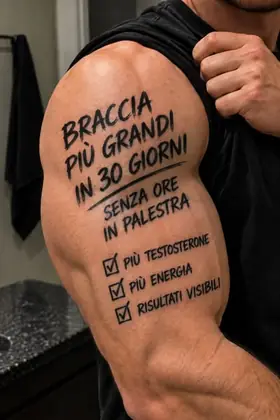 BRACCIA
PIÙ GRANDI
IN 30 GIORNI
SENZA ORE
IN PALESTRA
PIÙ TESTOSTERONE
PIÙ ENERGIA
RISULTATI VISIBILI